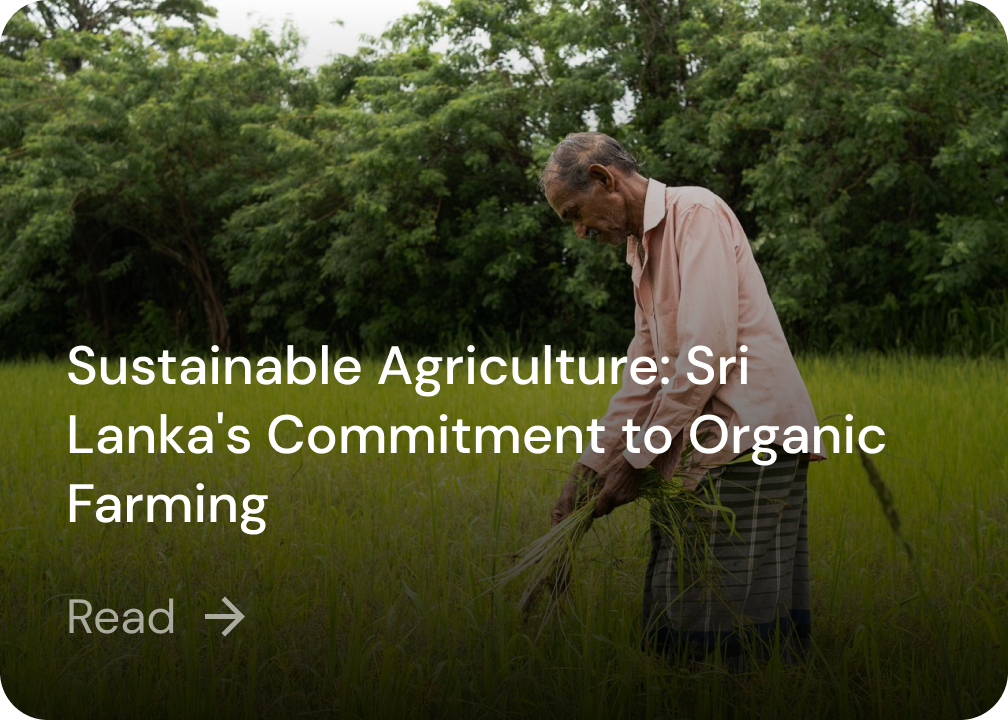 Sustainable Agriculture: Sri
Lanka's Commitment to Organic
Farming
Read →